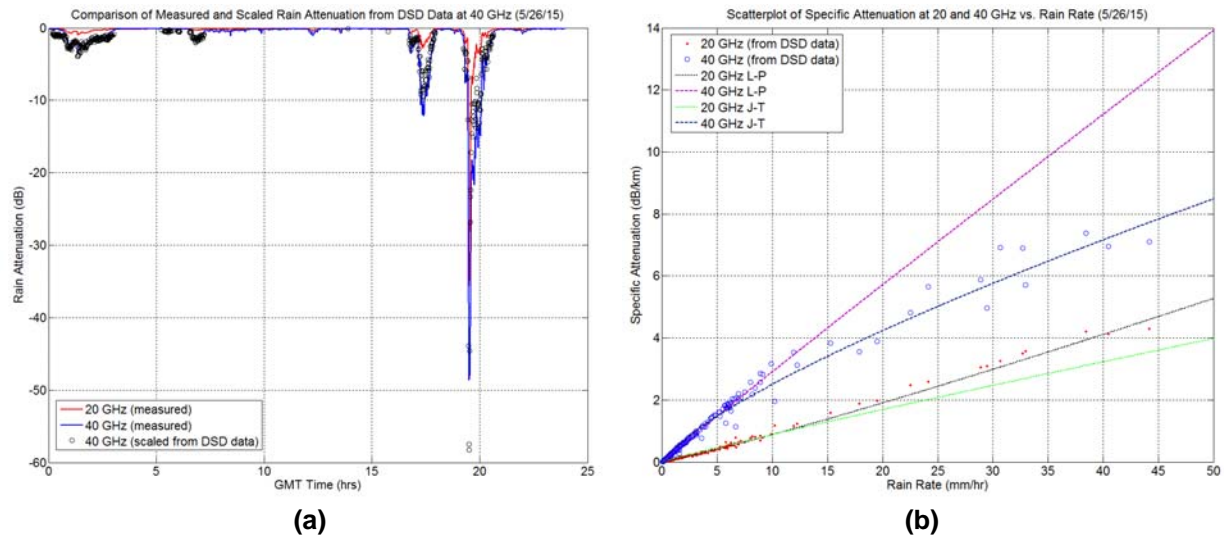 Comparison of Measured and Scaled Rain Attenuation from DSD Data at 40 GHz (5/26/15)
0
-10
-20
-30
-40
-50
-60
Rain Attenuation (dB)
20 GHz (measured)
40 GHz (measured)
40 GHz (scaled from DSD data)
0
5
10
15
20
25
GMT Time (hrs)
(a)
Scatterplot of Specific Attenuation at 20 and 40 GHz vs. Rain Rate (5/26/15)
14
12
10
8
6
4
2
0
Specific Attenuation (dB/km)
20 GHz (from DSD data)
40 GHz (from DSD data)
20 GHz L-P
40 GHz L-P
20 GHz J-T
40 GHz J-T
0
5
10
15
20
25
30
35
40
45
50
Rain Rate (mm/hr)
(b)